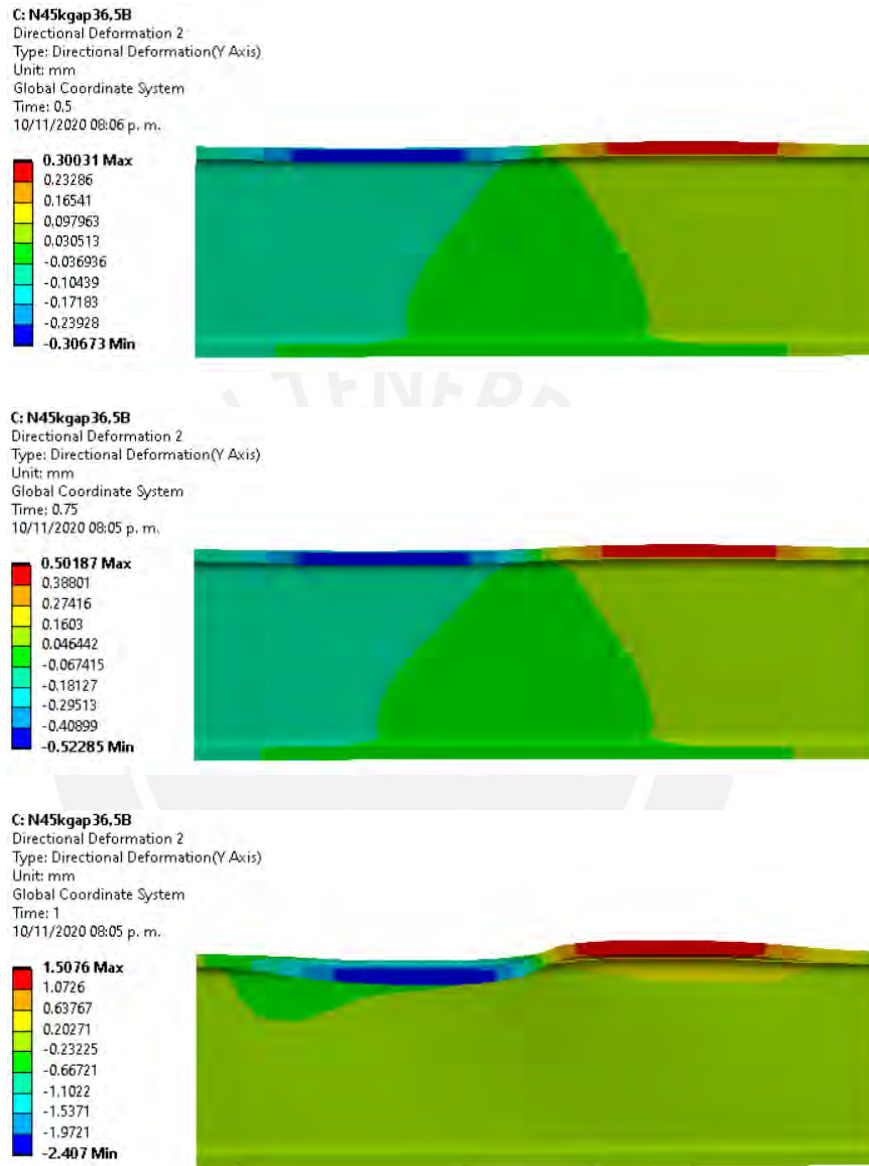 C: N45kgap36,5B
Directional Deformation 2
Type: Directional Deformation(Y Axis)
Unit: mm
Global Coordinate System
Time: 0.5
10/11/2020 08:06 p. m.
0.30031 Max
0.23286
0.16541
0.097963
0.030513
-0.036936
-0.10439
-0.17183
-0.23928
-0.30673 Min
C: N45kgap36,5B
Directional Deformation 2
Type: Directional Deformation(Y Axis)
Unit: mm
Global Coordinate System
Time: 0.75
10/11/2020 08:05 p. m.
0.50187 Max
0.38801
0.27416
0.1603
0.046442
-0.067415
-0.18127
-0.29513
-0.40899
-0.52285 Min
C: N45kgap36,5B
Directional Deformation 2
Type: Directional Deformation(Y Axis)
Unit: mm
Global Coordinate System
Time: 1
10/11/2020 08:05 p. m.
1.5076 Max
1.0726
0.63767
0.20271
-0.23225
-0.66721
-1.1022
-1.5371
-1.9721
-2.407 Min